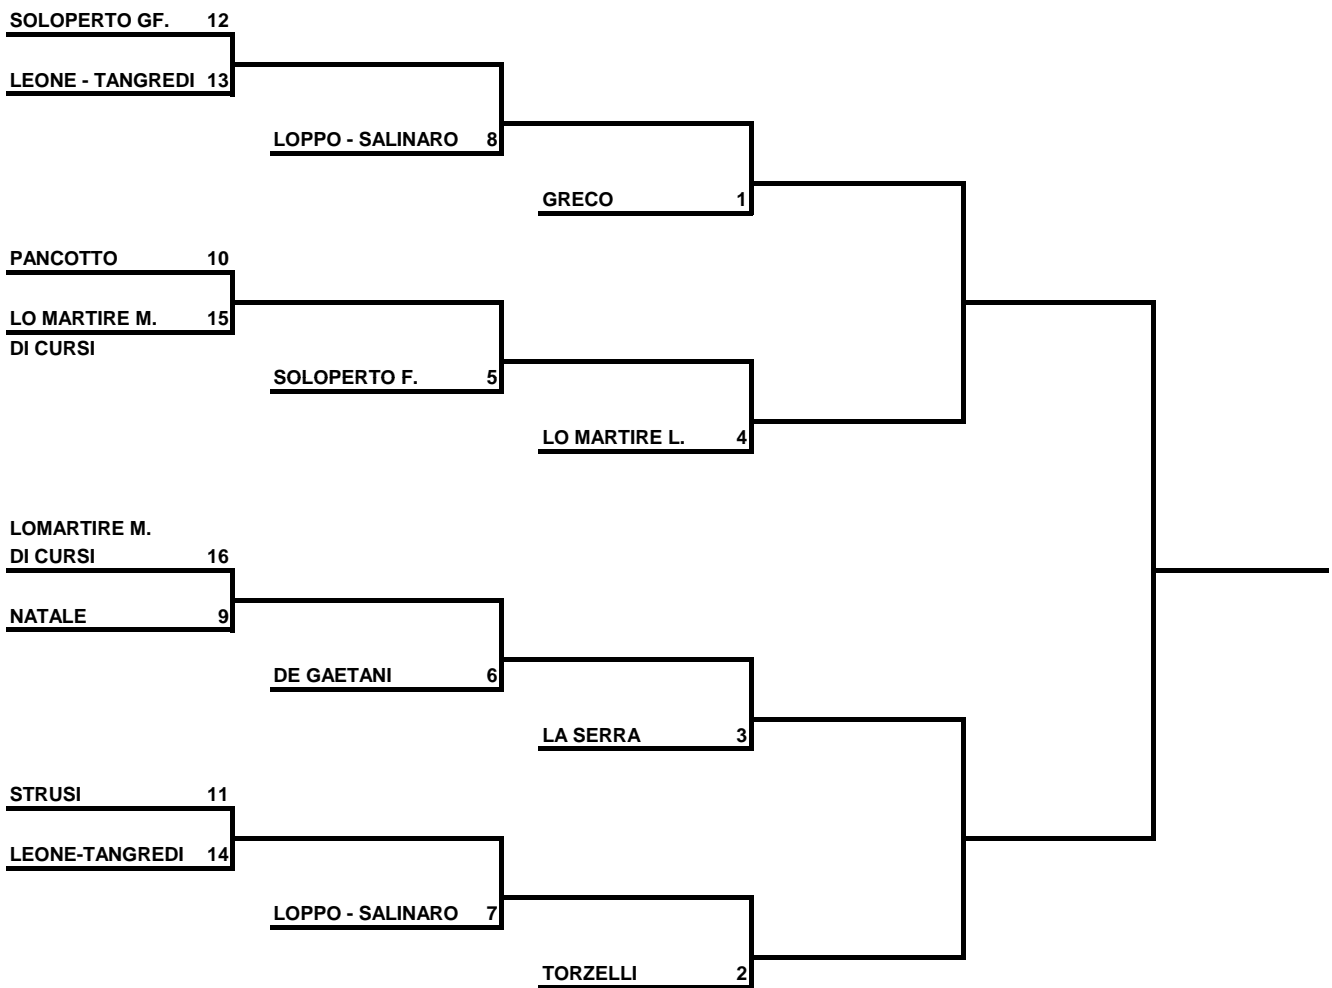 SOLOPERTO GF. 12
LEONE - TANGREDI 13
LOPPO - SALINARO 8
GRECO 1
PANCOTTO 10
LO MARTIRE M. 15
DI CURSI
SOLOPERTO F. 5
LO MARTIRE L. 4
LOMARTIRE M.
DI CURSI 16
NATALE 9
DE GAETANI 6
LA SERRA 3
STRUSI 11
LEONE-TANGREDI 14
LOPPO - SALINARO 7
TORZELLI 2